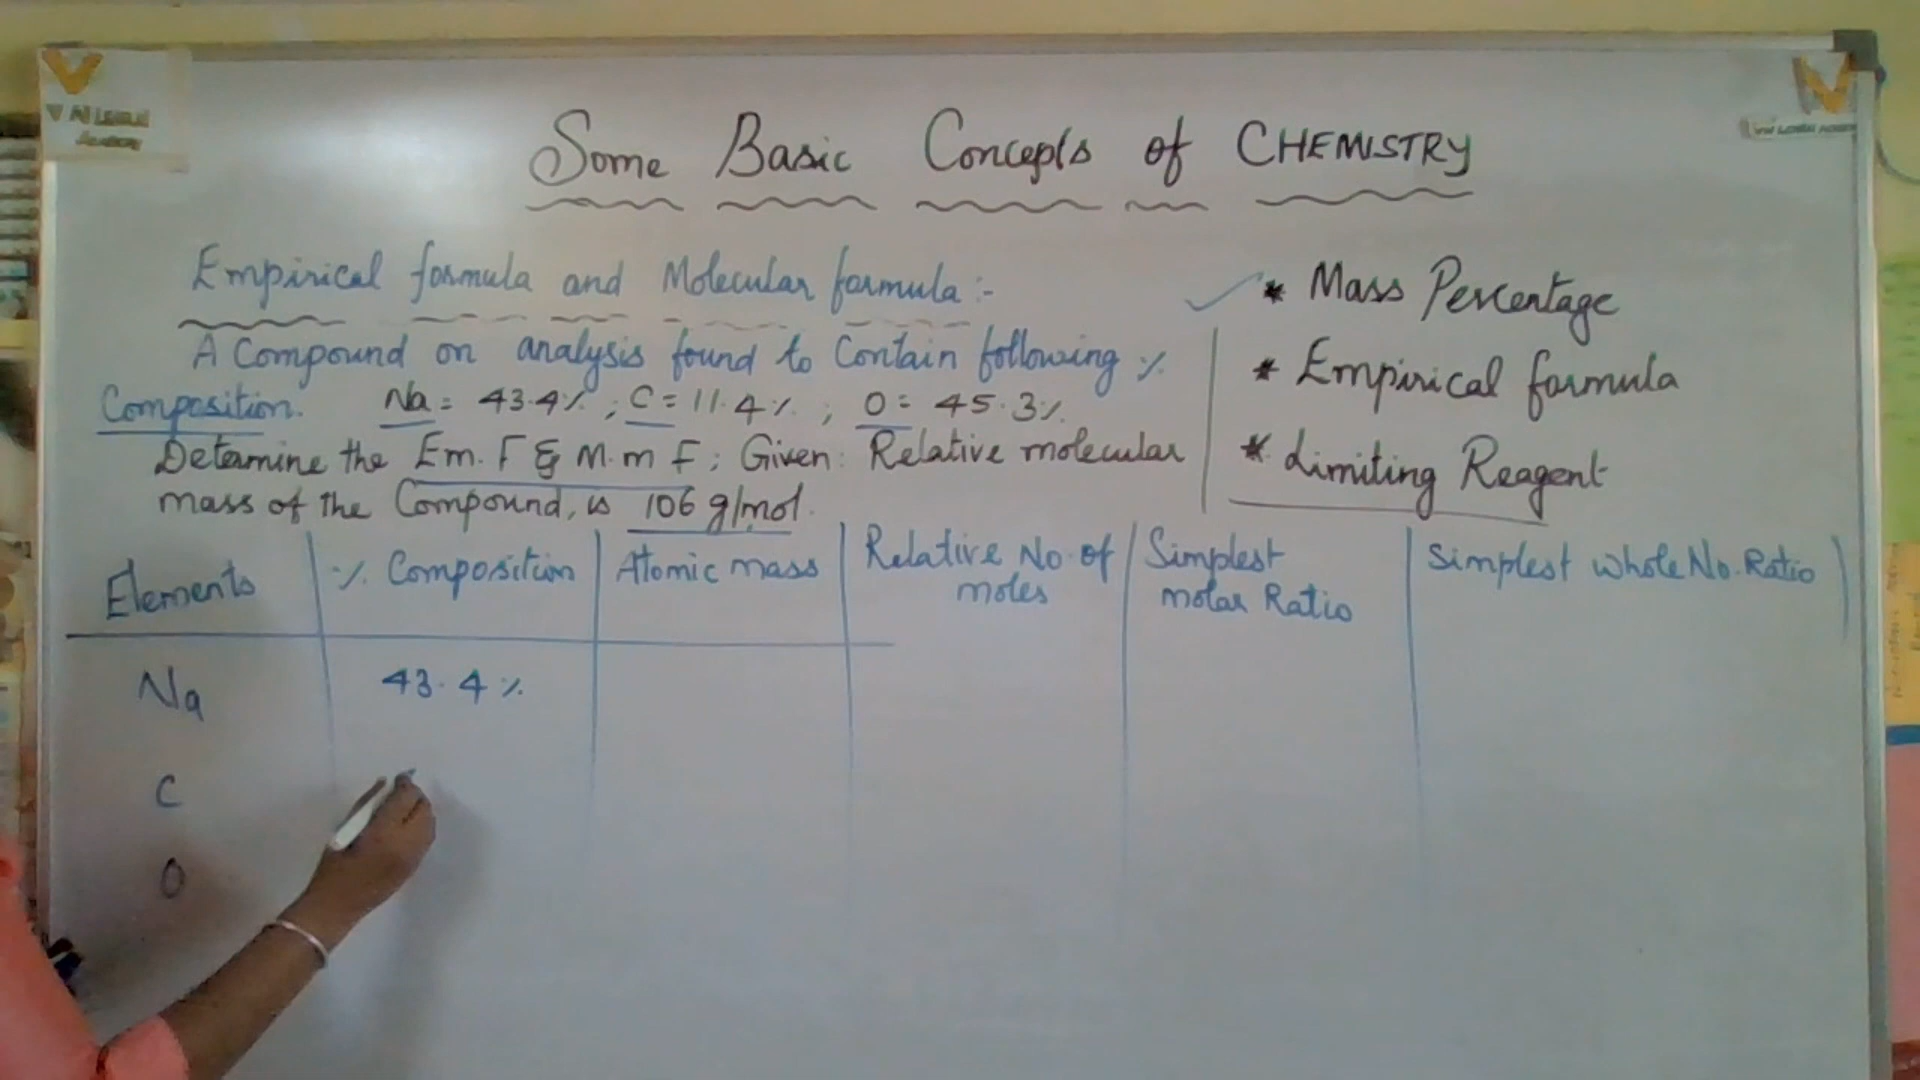 Some Basic Concepts of CHEMISTRY
Empirical formula and Molecular formula :-
A Compound on analysis found to Contain following %
Composition. Na = 43.4% ; C = 11.4% ; O = 45.3%
Determine the Em. F & M.m F ; Given: Relative molecular
mass of the Compound, is 106 g/mol.
* Mass Percentage
* Empirical formula
* Limiting Reagent
Elements
% Composition
Atomic mass
Relative No. of
moles
Simplest
molar Ratio
Simplest whole No. Ratio
Na
43.4%
C
O